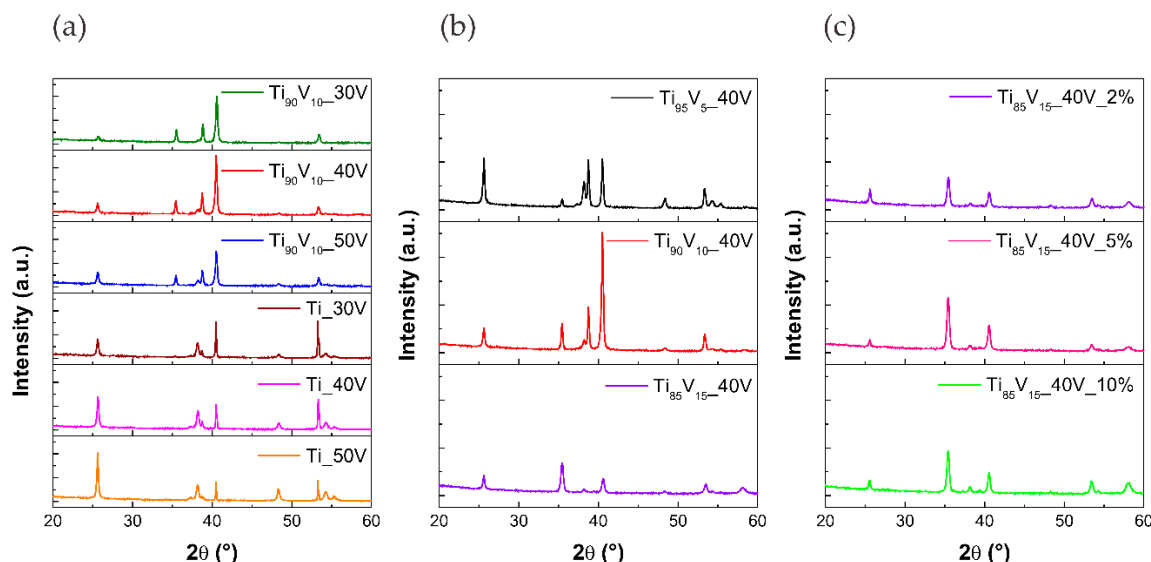 (a)
(b)
(c)
Intensity (a.u.)
Ti₉₀V₁₀_30V
Ti₉₀V₁₀_40V
Ti₉₀V₁₀_50V
Ti_30V
Ti_40V
Ti_50V
20 30 40 50 60
2θ (°)
Intensity (a.u.)
Ti₉₅V₅_40V
Ti₉₀V₁₀_40V
Ti₈₅V₁₅_40V
20 30 40 50 60
2θ (°)
Intensity (a.u.)
Ti₈₅V₁₅_40V_2%
Ti₈₅V₁₅_40V_5%
Ti₈₅V₁₅_40V_10%
20 30 40 50 60
2θ (°)